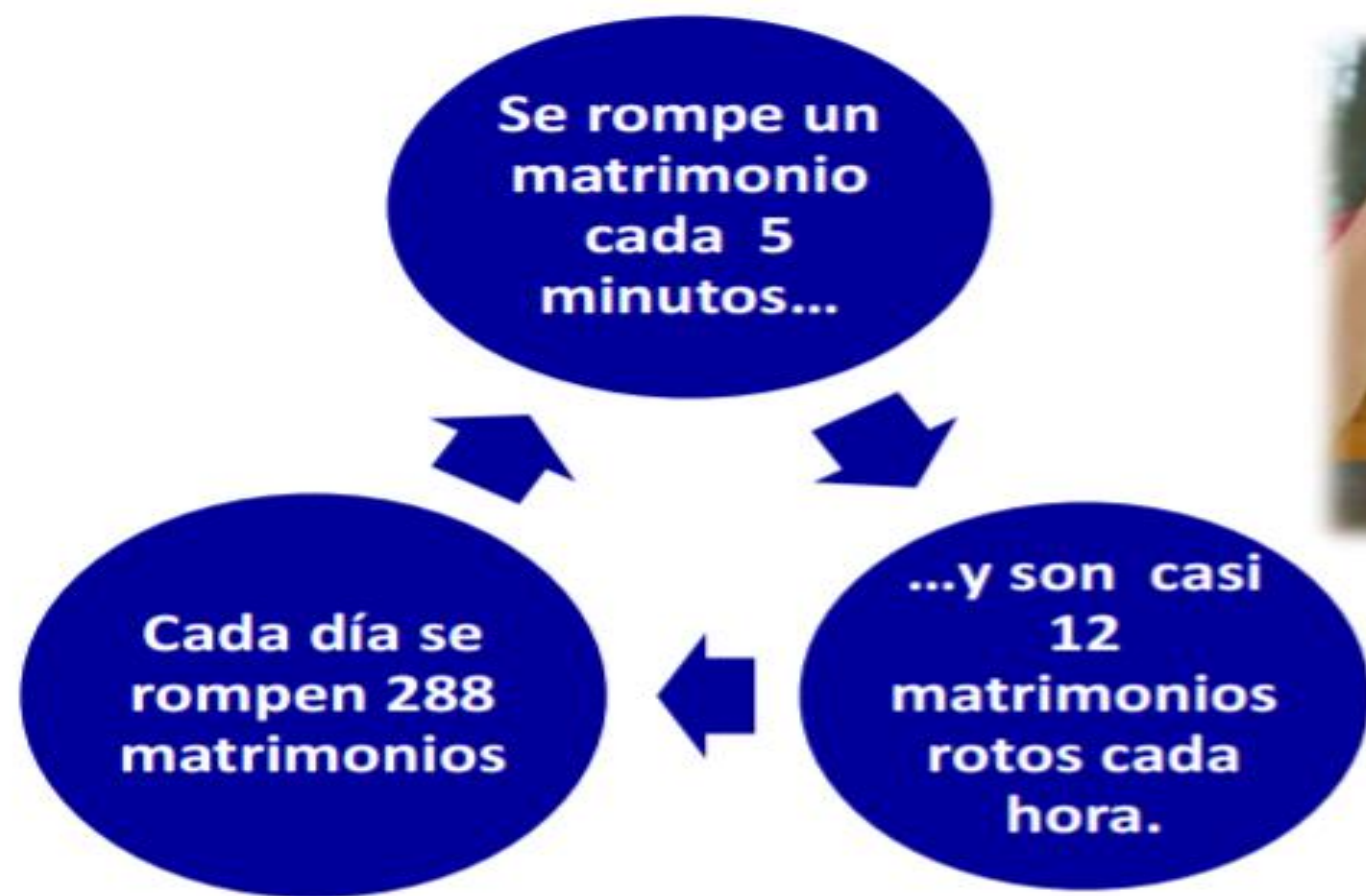 Se rompe un
matrimonio
cada 5
minutos...
...y son casi
12
matrimonios
rotos cada
hora.
Cada día se
rompen 288
matrimonios